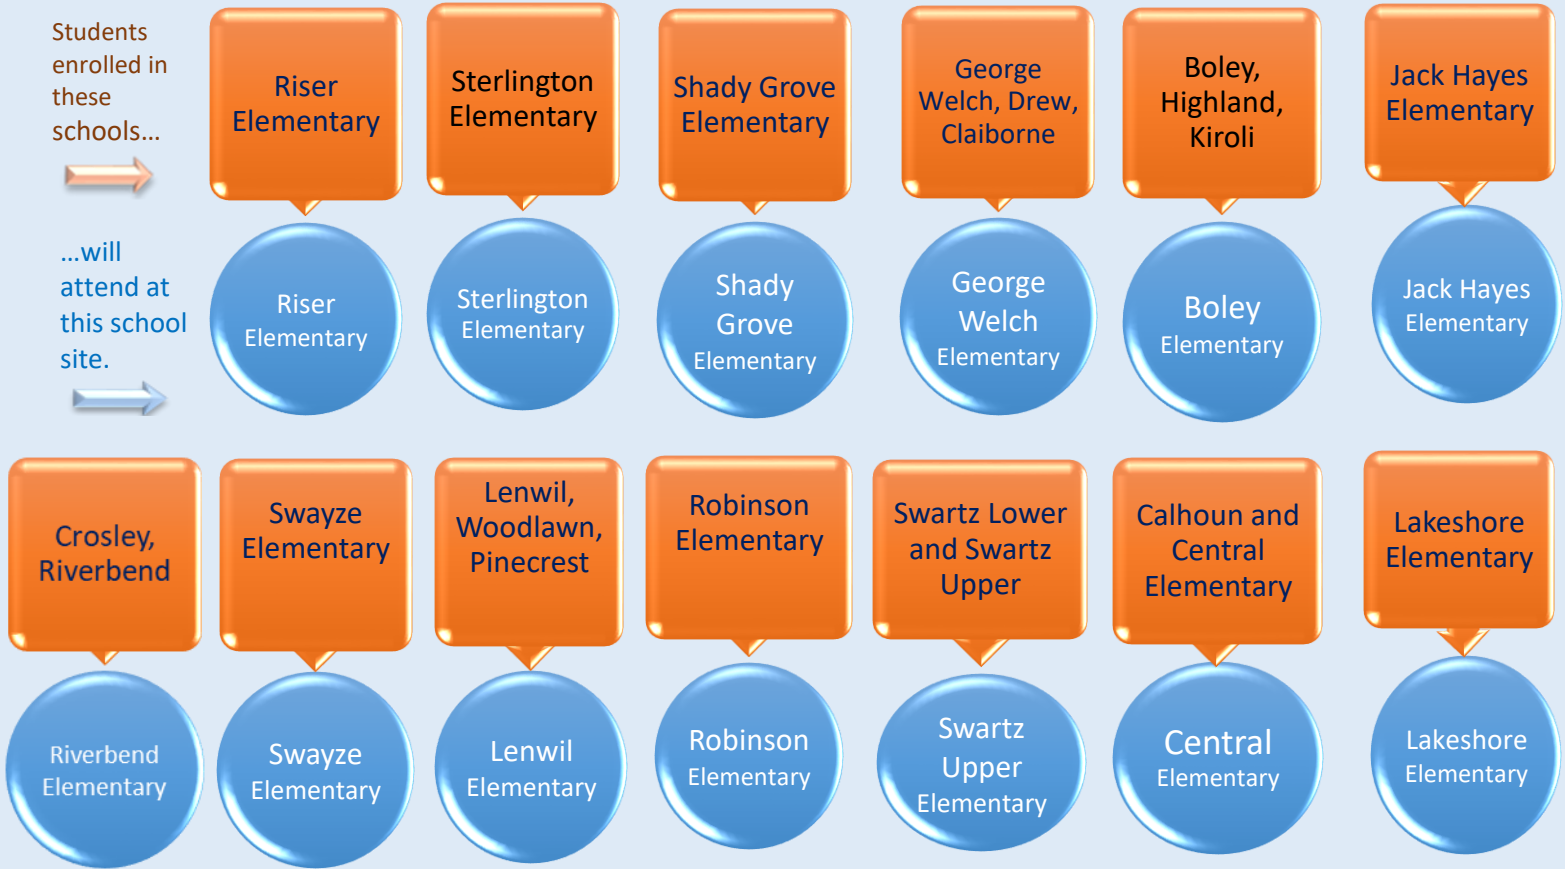 Students
enrolled in
these
schools...
Riser
Elementary
Sterlington
Elementary
Shady Grove
Elementary
George
Welch, Drew,
Claiborne
Boley,
Highland,
Kiroli
Jack Hayes
Elementary
...will
attend at
this school
site.
Riser
Elementary
Sterlington
Elementary
Shady
Grove
Elementary
George
Welch
Elementary
Boley
Elementary
Jack Hayes
Elementary
Crosley,
Riverbend
Swayze
Elementary
Lenwil,
Woodlawn,
Pinecrest
Robinson
Elementary
Swartz Lower
and Swartz
Upper
Calhoun and
Central
Elementary
Lakeshore
Elementary
Riverbend
Elementary
Swayze
Elementary
Lenwil
Elementary
Robinson
Elementary
Swartz
Upper
Elementary
Central
Elementary
Lakeshore
Elementary